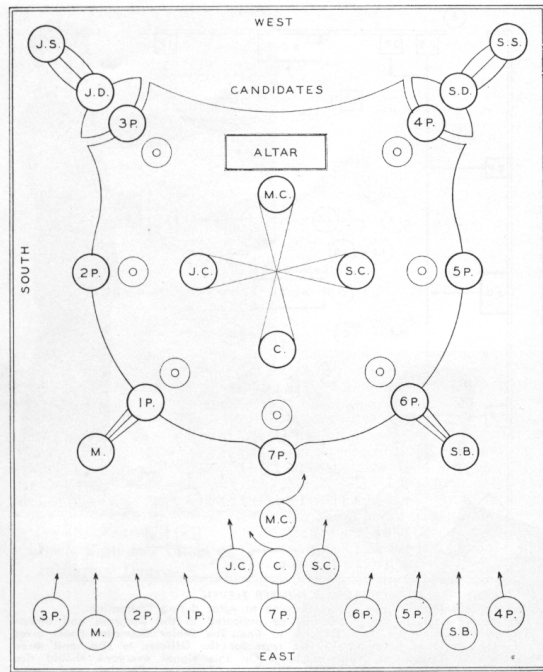 WEST
J.S. S.S.
J.D. S.D.
CANDIDATES
3P. 4P.
O O
ALTAR
M.C.
SOUTH
2P. O J.C. S.C. O 5P.
C.
O O
1P. 6P.
O
M. 7P. S.B.
M.C.
J.C. C. S.C.
3P. M. 2P. 1P. 7P. 6P. 5P. S.B. 4P.
EAST